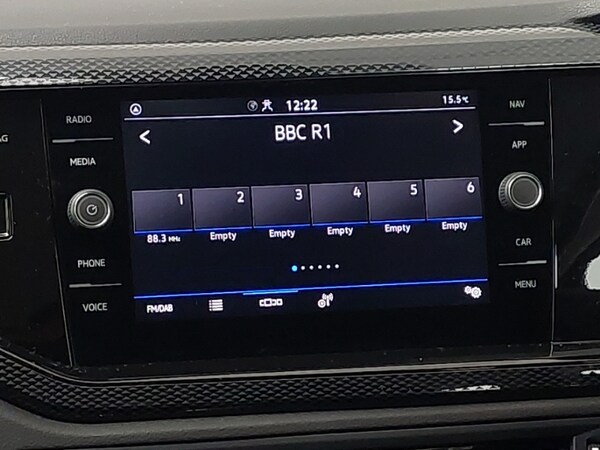 12:22
15.5°C
BBC R1
RADIO
MEDIA
PHONE
VOICE
NAV
APP
CAR
MENU
1 2 3 4 5 6
88.3 MHz Empty Empty Empty Empty Empty
FM/DAB